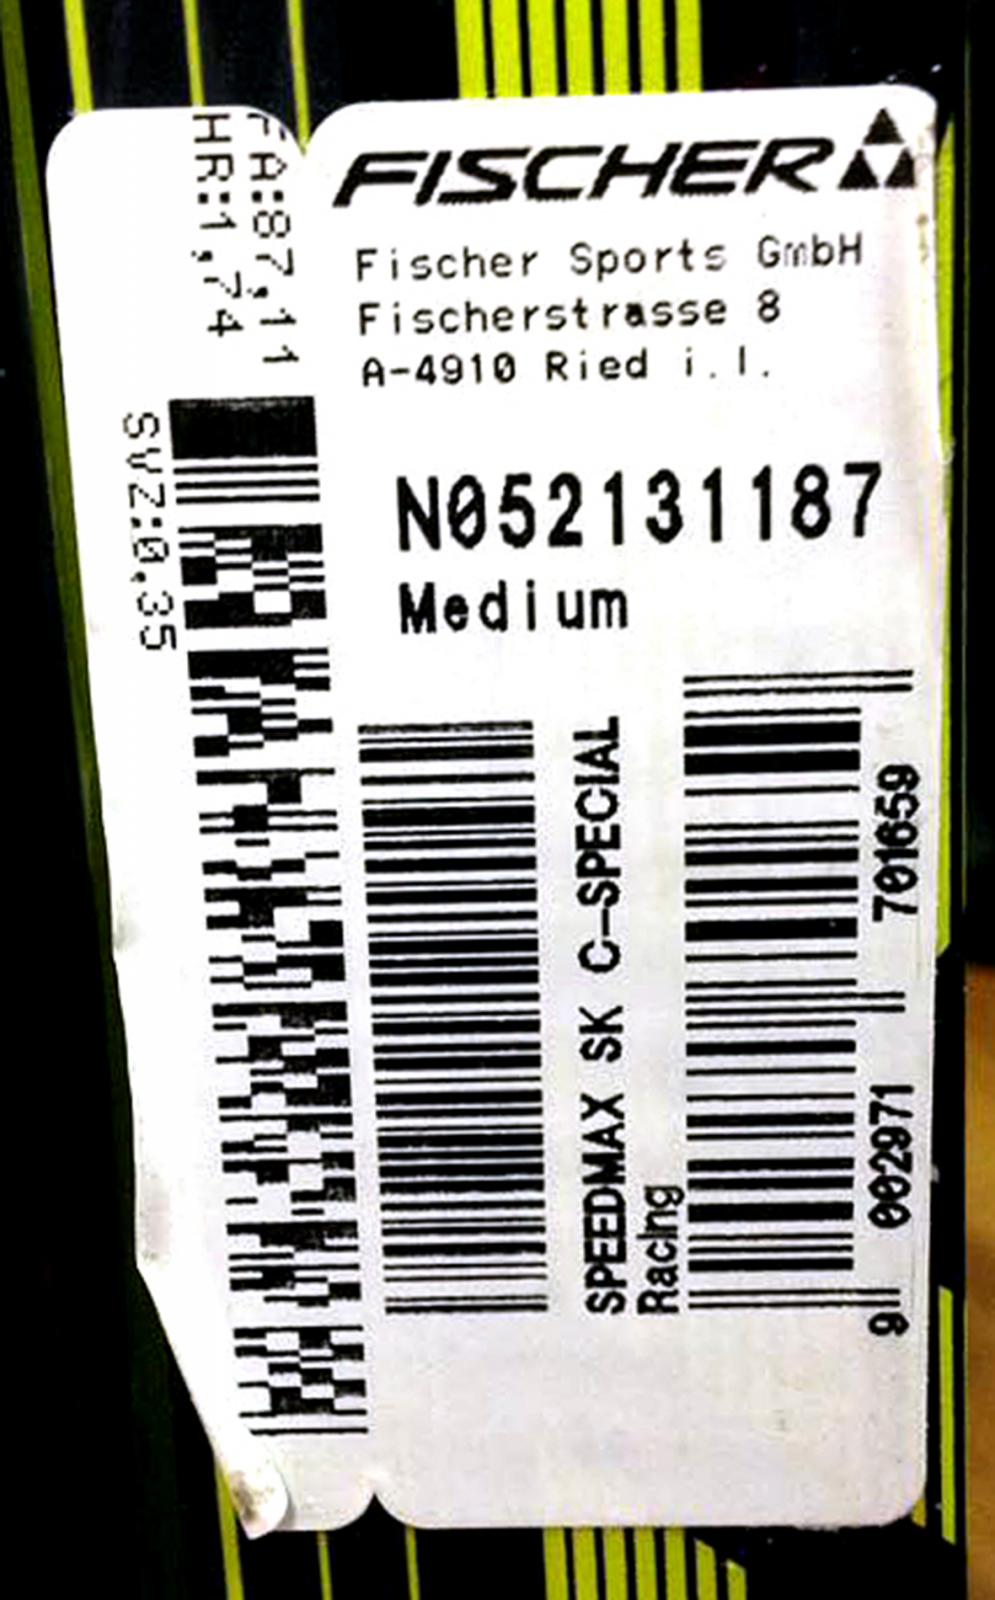 FA:87,11
HR:1,74
SVZ:0,35
FISCHER
Fischer Sports GmbH
Fischerstrasse 8
A-4910 Ried i.I.
N052131187
Medium
SPEEDMAX SK C-SPECIAL
Racing
9 002971 701659